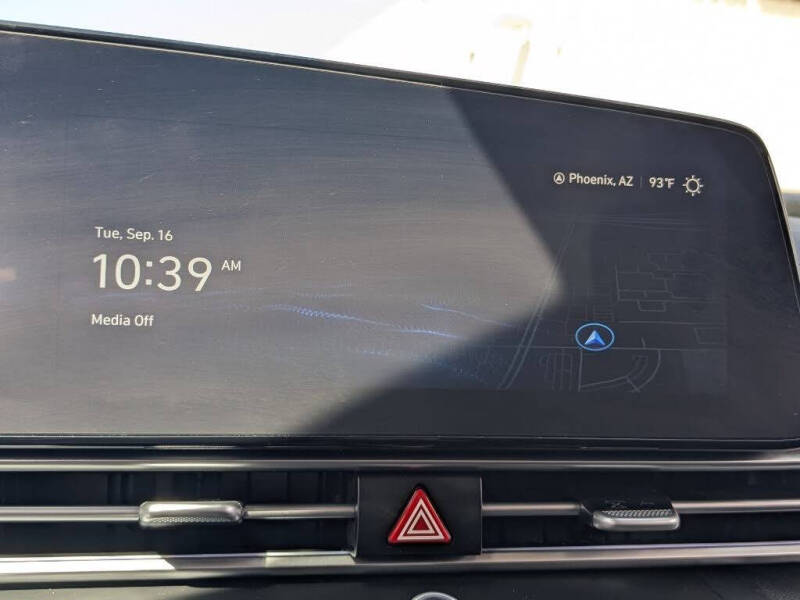 Phoenix, AZ 93°F
Tue, Sep. 16
10:39 AM
Media Off